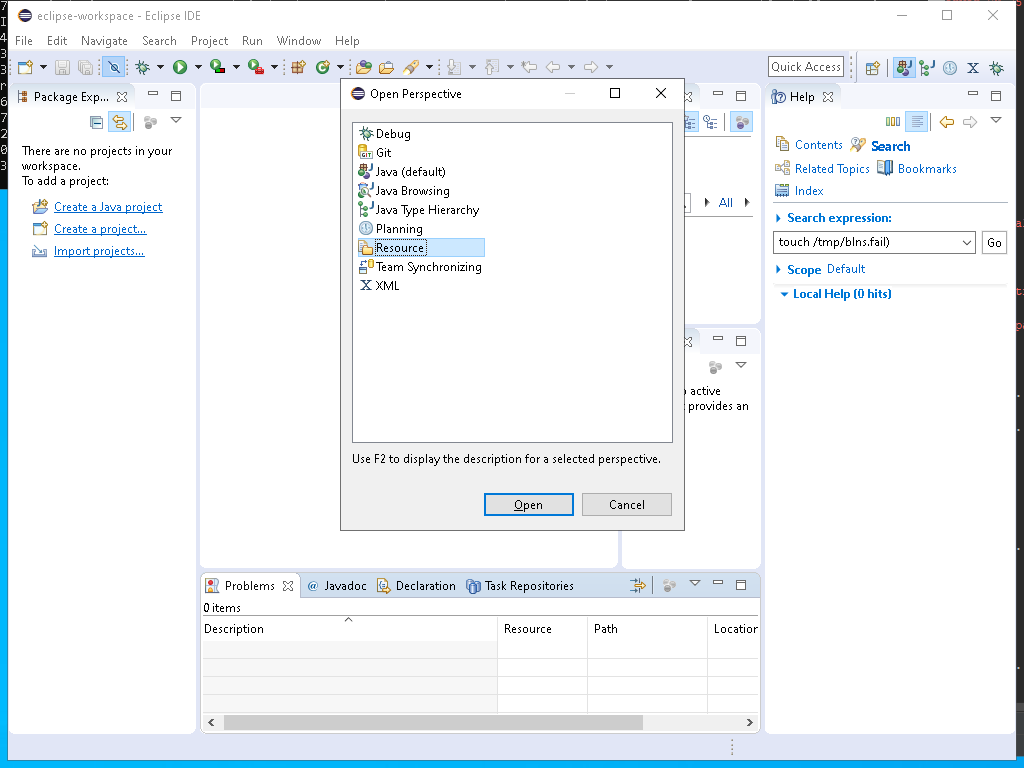 eclipse-workspace - Eclipse IDE
File Edit Navigate Search Project Run Window Help
Quick Access
Package Exp...
There are no projects in your
workspace.
To add a project:
Create a Java project
Create a project...
Import projects...
Open Perspective
Debug
Git
Java (default)
Java Browsing
Java Type Hierarchy
Planning
Resource
Team Synchronizing
XML
Use F2 to display the description for a selected perspective.
Open Cancel
All
active
provides an
Help
Contents Search
Related Topics Bookmarks
Index
Search expression:
touch /tmp/blns.fail) Go
Scope Default
Local Help (0 hits)
Problems @ Javadoc Declaration Task Repositories
0 items
Description Resource Path Location